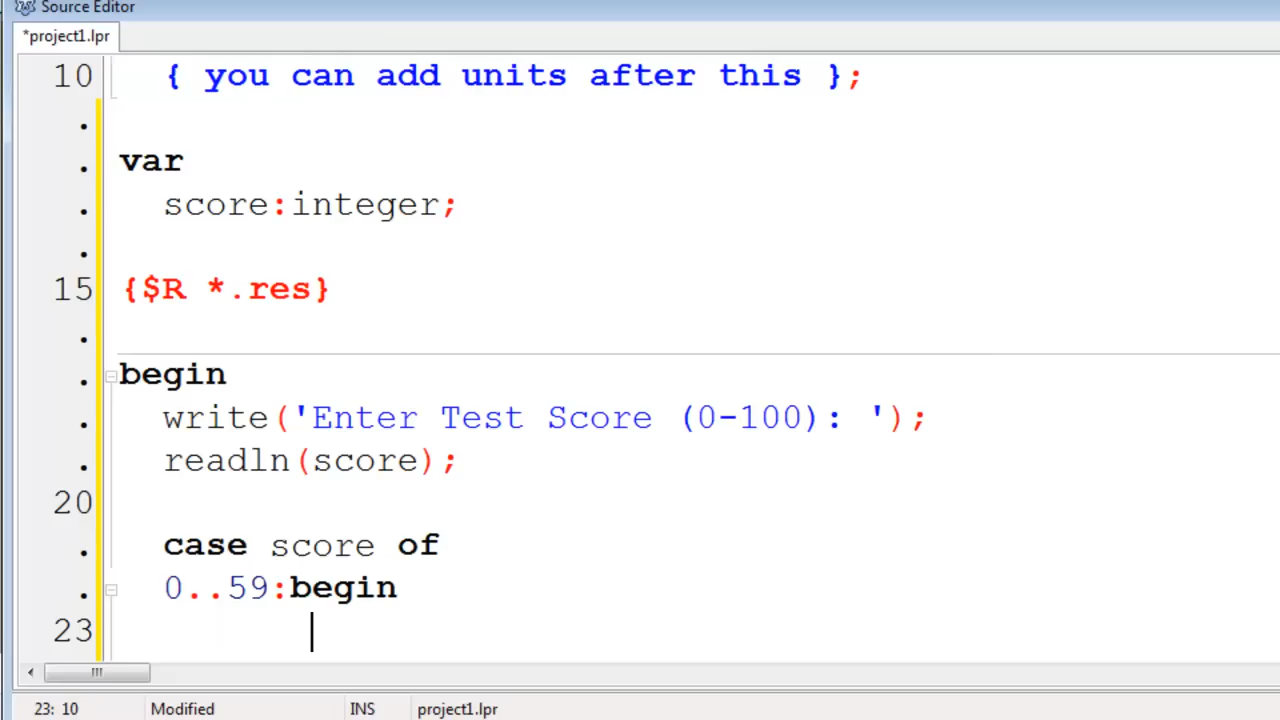 Source Editor
*project1.lpr
10 { you can add units after this };
.
. var
. score:integer;
.
15 {$R *.res}
.
. begin
. write('Enter Test Score (0-100): ');
. readln(score);
20
. case score of
. 0..59:begin
23
23: 10 Modified INS project1.lpr